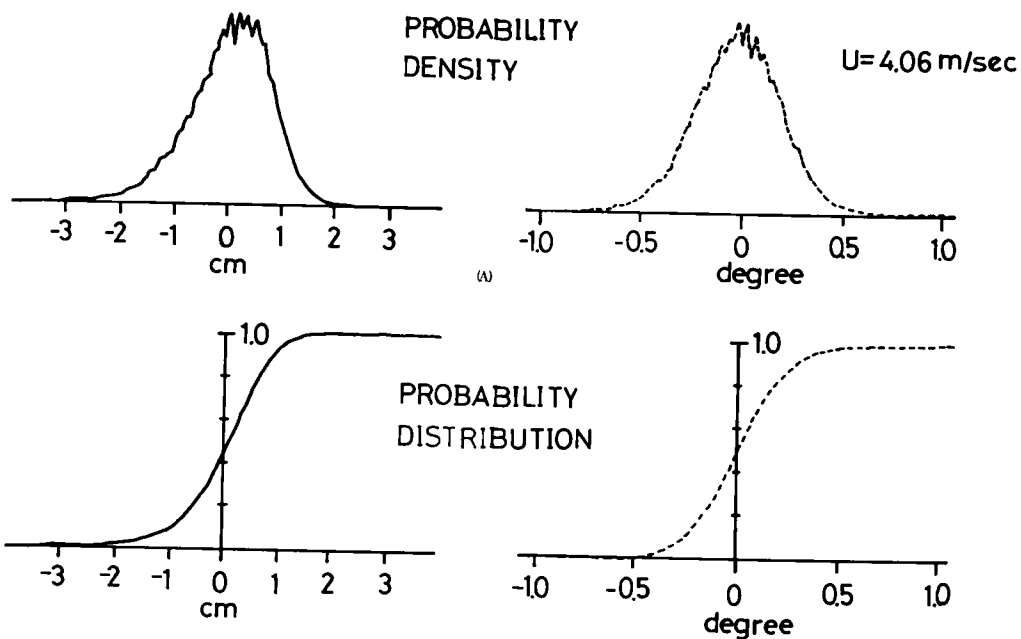 PROBABILITY
DENSITY
U=4.06 m/sec
-3 -2 -1 0 1 2 3
cm
-1.0 -0.5 0 0.5 1.0
degree
(A)
1.0
1.0
PROBABILITY
DISTRIBUTION
-3 -2 -1 0 1 2 3
cm
-1.0 -0.5 0 0.5 1.0
degree